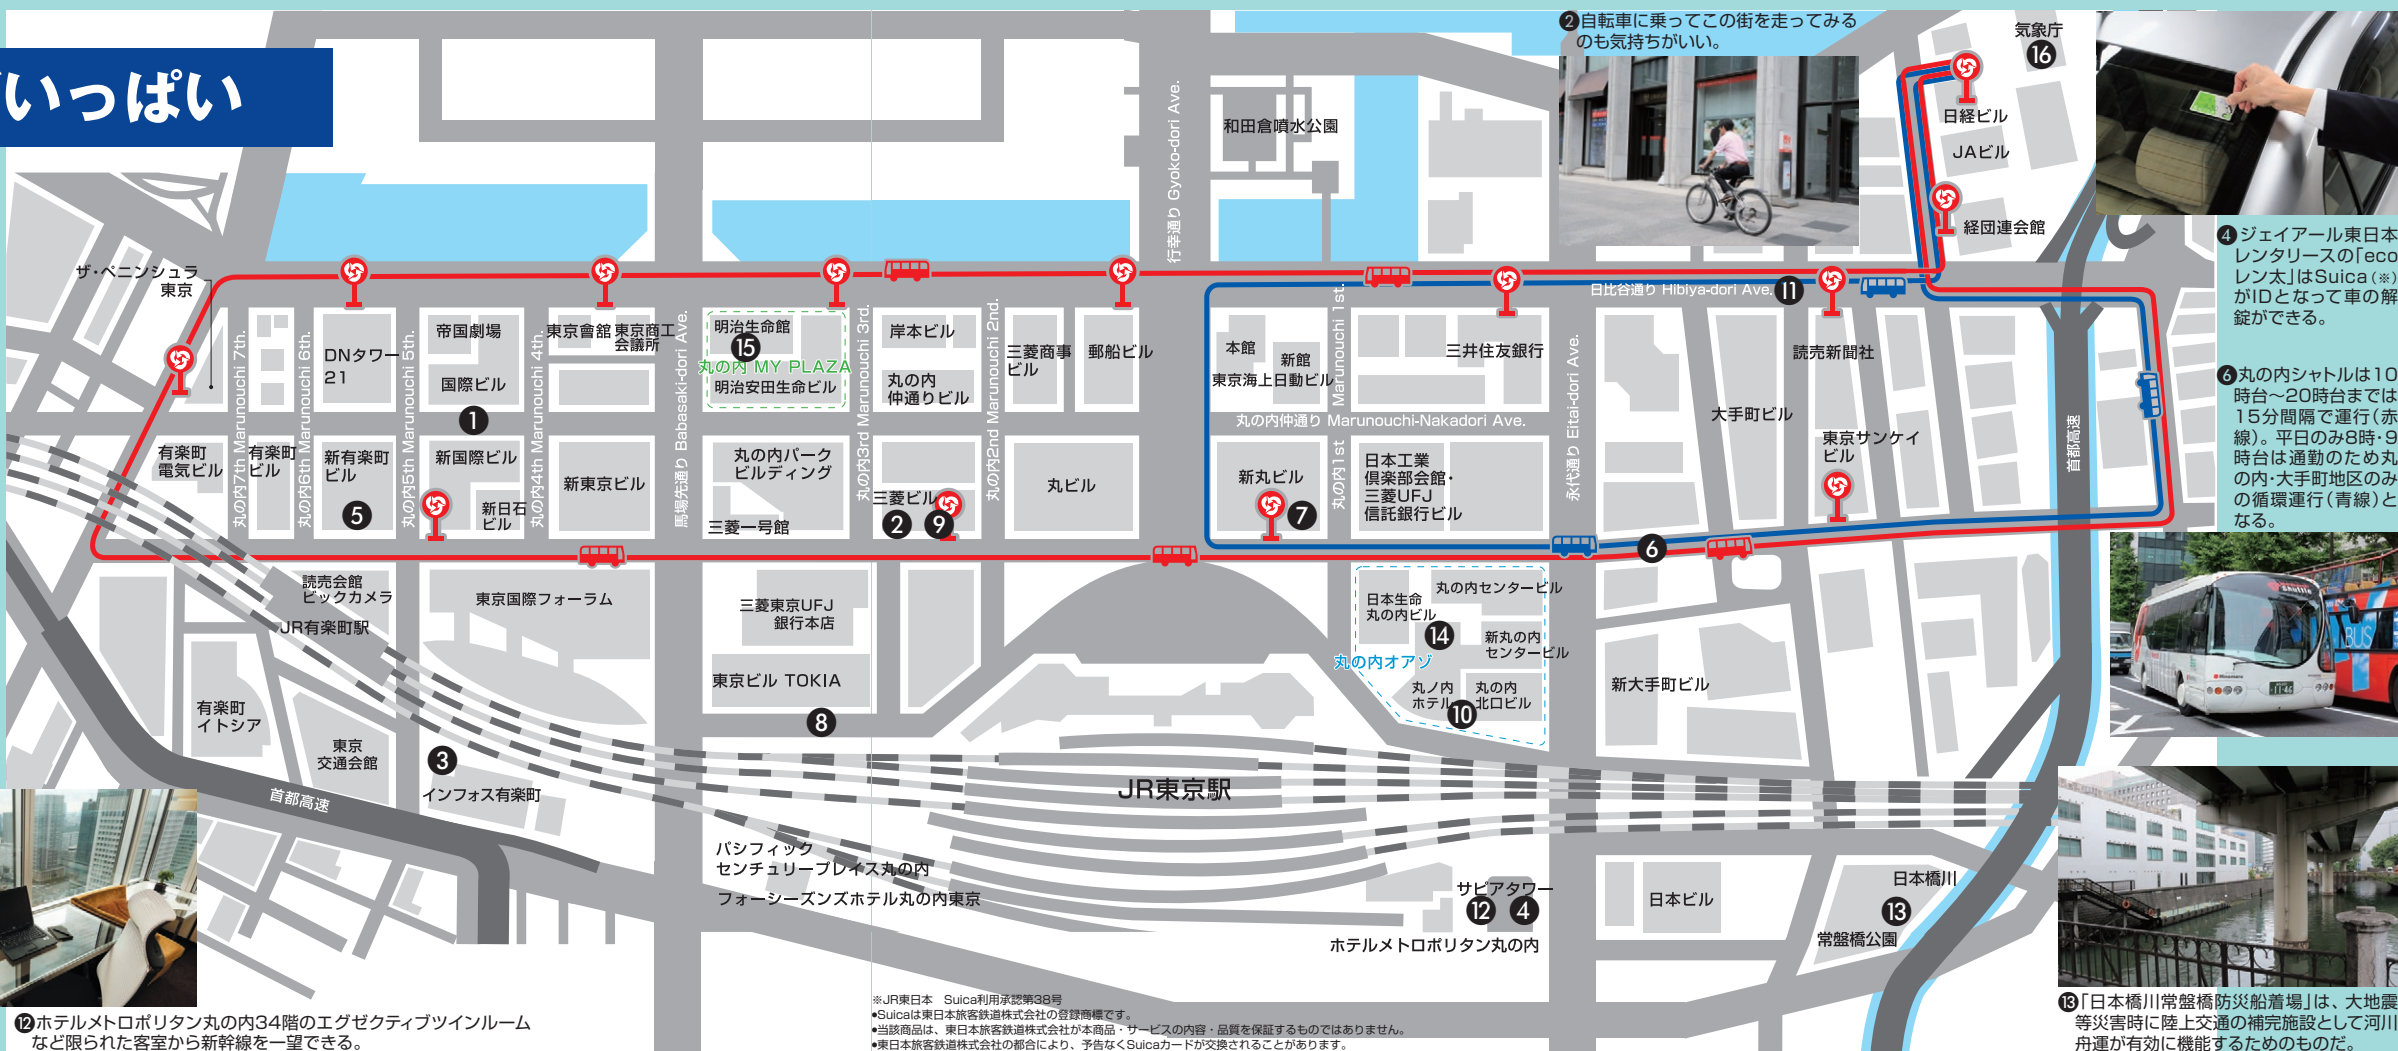 いっぱい
❷自転車に乗ってこの街を走ってみる
のも気持ちがいい。
気象庁
⓰
日経ビル
JAビル
経団連会館
和田倉噴水公園
行幸通り Gyoko-dori Ave.
❹ジェイアール東日本
レンタリースの「eco
レン太」はSuica(※)
がIDとなって車の解
錠ができる。
❻丸の内シャトルは10
時台～20時台までは
15分間隔で運行(赤
線)。平日のみ8時・9
時台は通勤のため丸
の内・大手町地区のみ
の循環運行(青線)と
なる。
ザ・ペニンシュラ
東京
日比谷通り Hibiya-dori Ave.
⓫
丸の内7th Marunouchi 7th.
丸の内6th Marunouchi 6th.
DNタワー
21
丸の内5th Marunouchi 5th.
帝国劇場
国際ビル
❶
丸の内4th Marunouchi 4th.
東京會舘
東京商工
会議所
馬場先通り Babasaki-dori Ave.
明治生命館
⓯
丸の内 MY PLAZA
明治安田生命ビル
丸の内3rd Marunouchi 3rd.
岸本ビル
丸の内
仲通りビル
丸の内2nd Marunouchi 2nd.
三菱商事
ビル
郵船ビル
本館
新館
東京海上日動ビル
丸の内1st Marunouchi 1st.
三井住友銀行
永代通り Eitai-dori Ave.
大手町ビル
読売新聞社
首都高速
丸の内仲通り Marunouchi-Nakadori Ave.
有楽町
電気ビル
有楽町
ビル
新有楽町
ビル
❺
新国際ビル
新日石
ビル
新東京ビル
丸の内パーク
ビルディング
三菱一号館
三菱ビル
❷
❾
丸ビル
新丸ビル
❼
日本工業
倶楽部会館・
三菱UFJ
信託銀行ビル
東京サンケイ
ビル
❻
読売会館
ビックカメラ
JR有楽町駅
東京国際フォーラム
三菱東京UFJ
銀行本店
東京ビル TOKIA
❽
日本生命
丸の内ビル
丸の内センタービル
⓮
新丸の内
センタービル
丸の内オアゾ
丸ノ内
ホテル
丸の内
北口ビル
❿
新大手町ビル
有楽町
イトシア
東京
交通会館
❸
インフォス有楽町
首都高速
JR東京駅
パシフィック
センチュリープレイス丸の内
フォーシーズンズホテル丸の内東京
サピアタワー
⓬
❹
ホテルメトロポリタン丸の内
日本ビル
日本橋川
⓭
常盤橋公園
⓬ホテルメトロポリタン丸の内34階のエグゼクティブツインルーム
など限られた客室から新幹線を一望できる。
※JR東日本　Suica利用承認第38号
●Suicaは東日本旅客鉄道株式会社の登録商標です。
●当該商品は、東日本旅客鉄道株式会社が本商品・サービスの内容・品質を保証するものではありません。
●東日本旅客鉄道株式会社の都合により、予告なくSuicaカードが交換されることがあります。
⓭「日本橋川常盤橋防災船着場」は、大地震
等災害時に陸上交通の補完施設として河川
舟運が有効に機能するためのものだ。